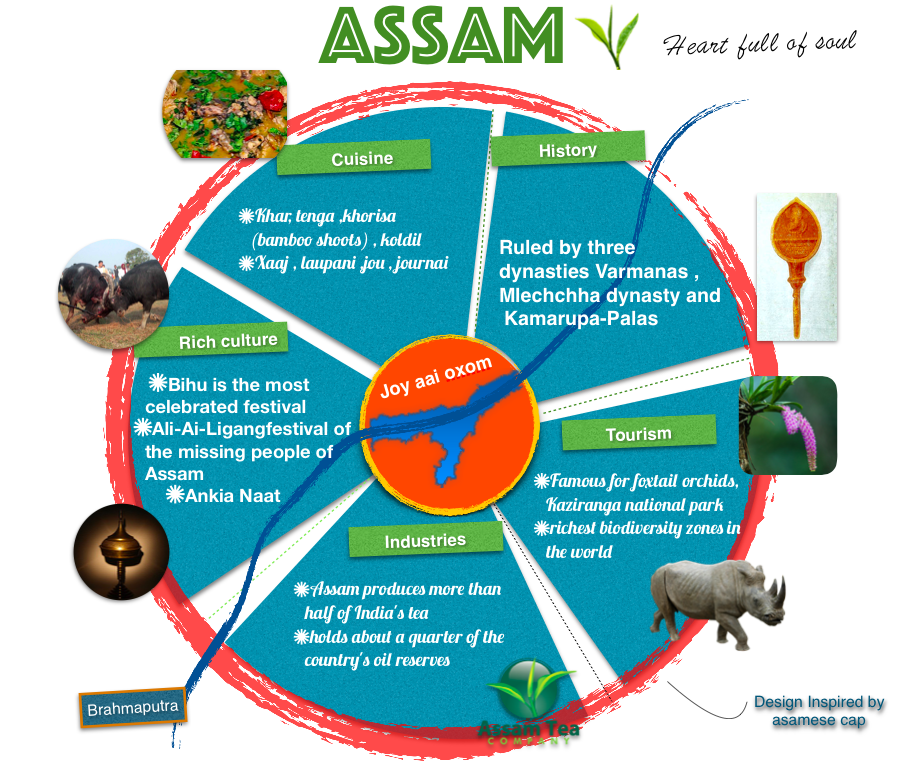 ASSAM
Heart full of soul
Cuisine
✺Khar, tenga ,khorisa
(bamboo shoots) , koldil
✺Xaaj , laupani ,jou ,journai
History
Ruled by three
dynasties Varmanas ,
Mlechchha dynasty and
Kamarupa-Palas
Rich culture
✺Bihu is the most
celebrated festival
✺Ali-Ai-Ligangfestival of
the missing people of
Assam
✺Ankia Naat
Joy aai oxom
Tourism
✺Famous for foxtail orchids,
Kaziranga national park
✺richest biodiversity zones in
the world
Industries
✺Assam produces more than
half of India's tea
✺holds about a quarter of the
country's oil reserves
Assam Tea
COMPANY
Brahmaputra
Design Inspired by
asamese cap